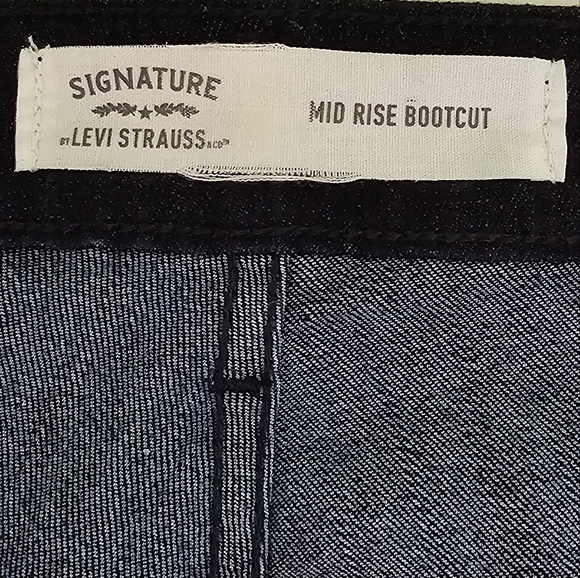 SIGNATURE
BY LEVI STRAUSS & CO™
MID RISE BOOTCUT